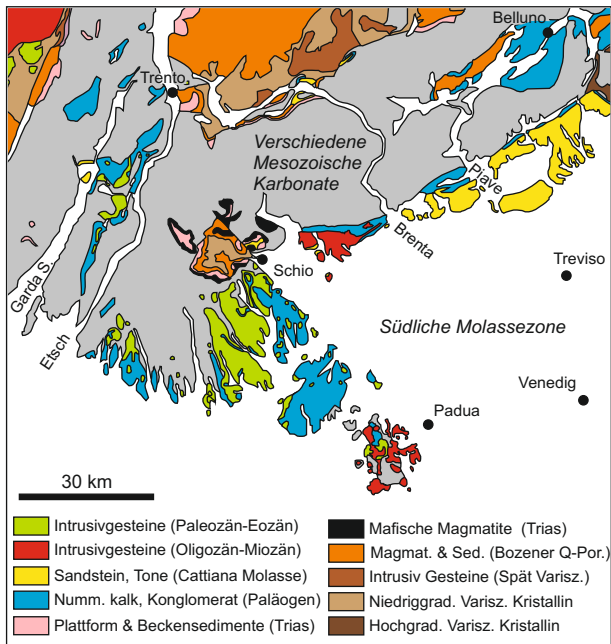 Belluno
Trento
Verschiedene
Mesozoische
Karbonate
Piave
Brenta
Garda S.
Etsch
Schio
Treviso
Südliche Molassezone
Venedig
Padua
30 km
Intrusivgesteine (Paleozän-Eozän)
Intrusivgesteine (Oligozän-Miozän)
Sandstein, Tone (Cattiana Molasse)
Numm. kalk, Konglomerat (Paläogen)
Plattform & Beckensedimente (Trias)
Mafische Magmatite (Trias)
Magmat. & Sed. (Bozener Q-Por.)
Intrusiv Gesteine (Spät Varisz.)
Niedriggrad. Varisz. Kristallin
Hochgrad. Varisz. Kristallin